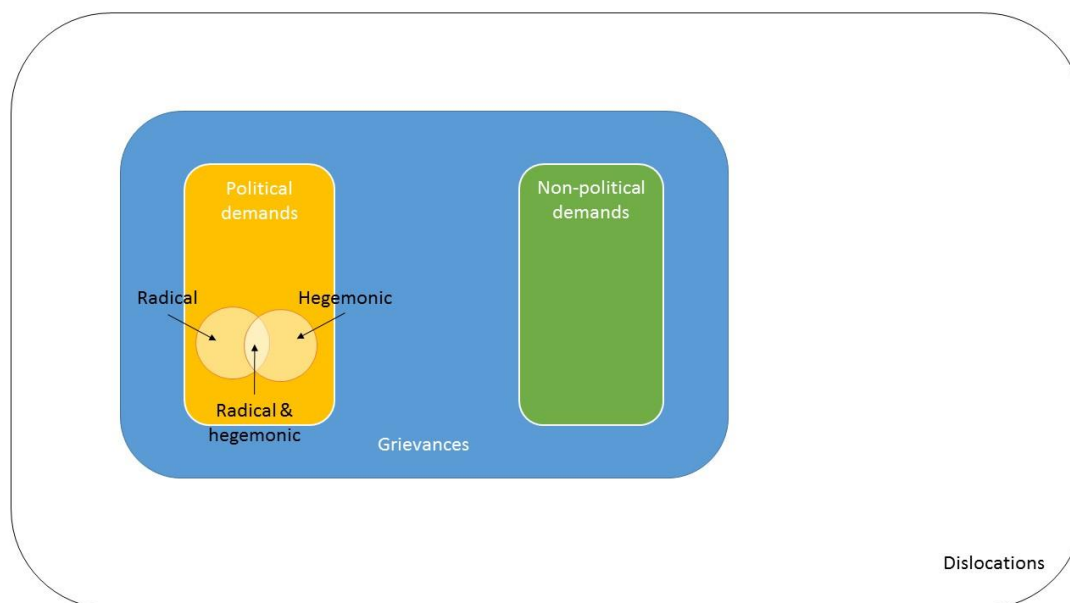 Political
demands
Non-political
demands
Radical
Hegemonic
Radical &
hegemonic
Grievances
Dislocations